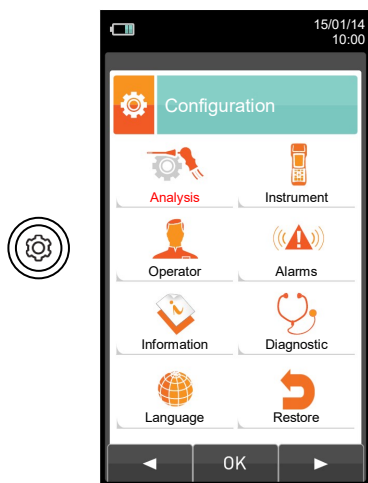 15/01/14
10:00
Configuration
Analysis Instrument
Operator Alarms
Information Diagnostic
Language Restore
OK